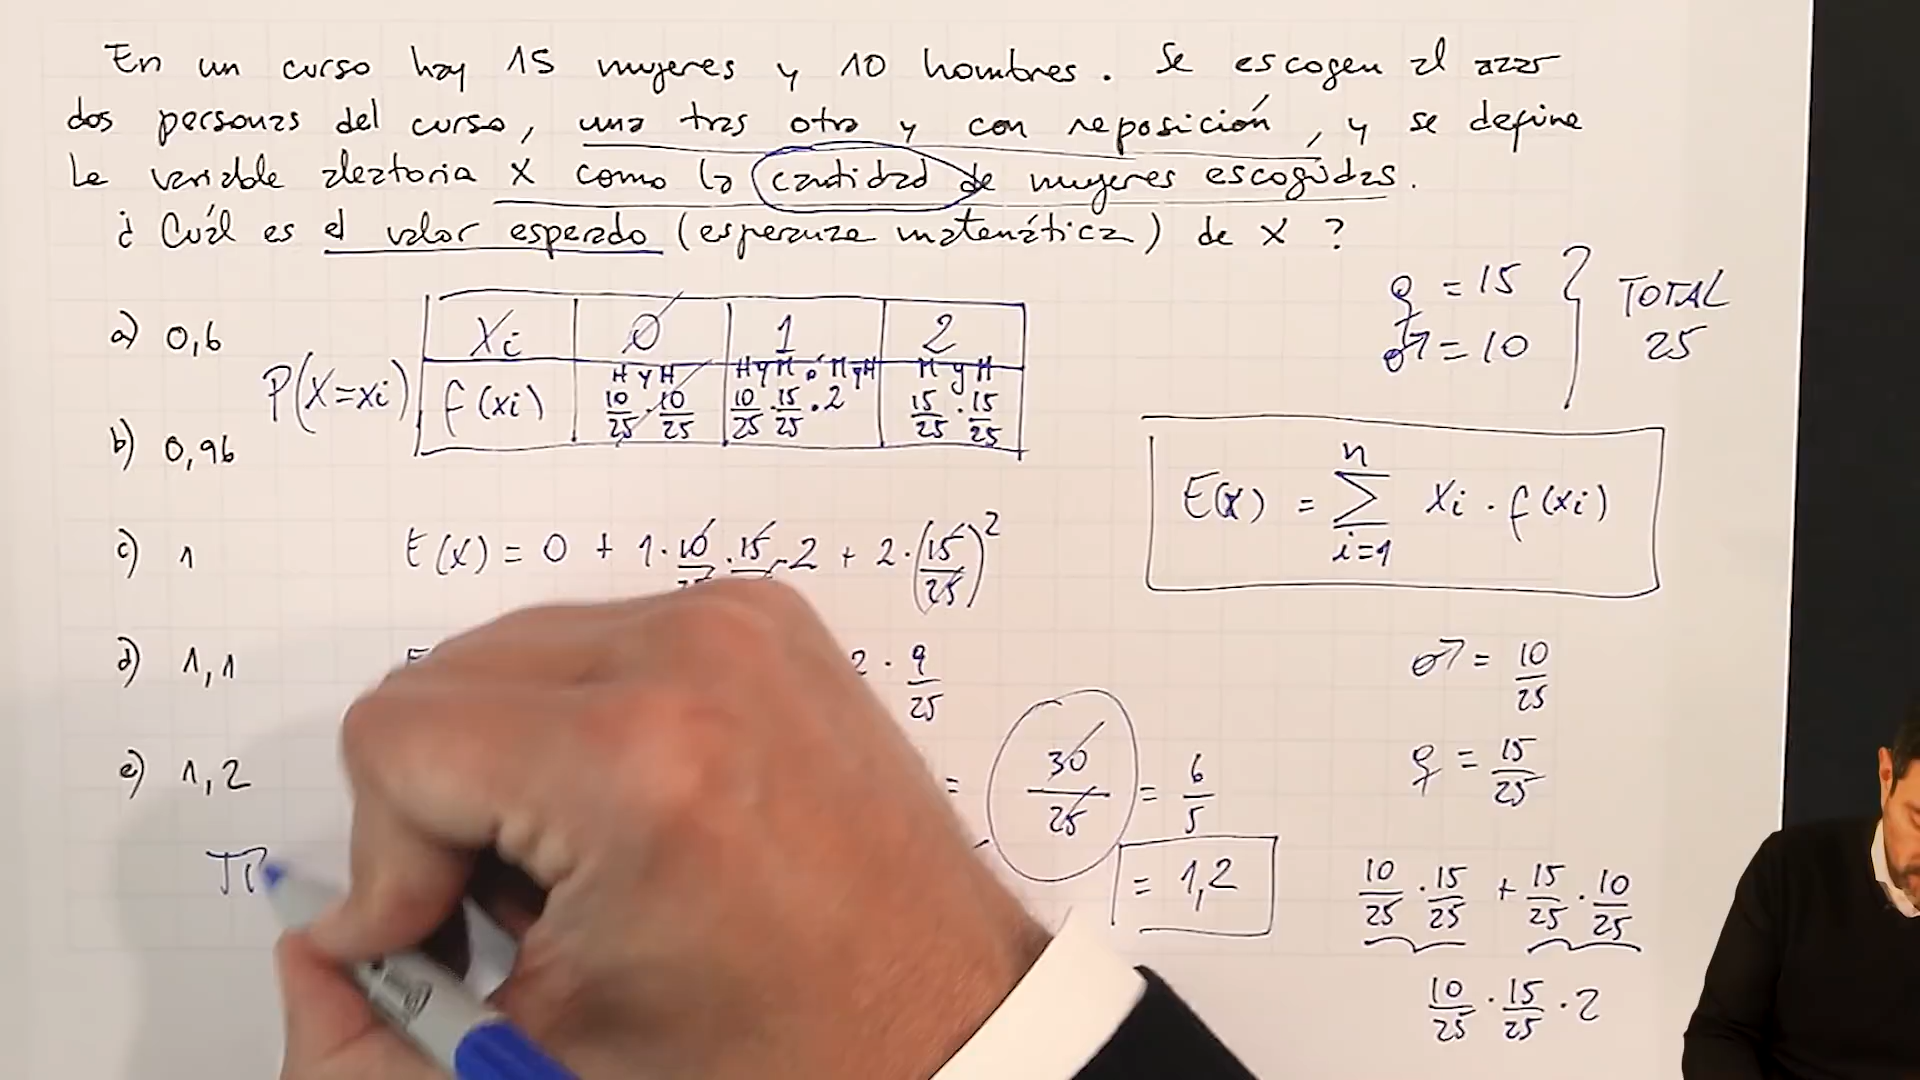 En un curso hay 15 mujeres y 10 hombres. Se escogen al azar
dos personas del curso, una tras otra y con reposición, y se define
la variable aleatoria X como la cantidad de mujeres escogidas.
¿Cuál es el valor esperado (esperanza matemática) de X?
♀ = 15
♂ = 10
TOTAL
25
a) 0,6
b) 0,96
c) 1
d) 1,1
e) 1,2
Xi 0 1 2
H y H H y M ó M y H M y M
P(X=xi) f(xi) 10/25 · 10/25 10/25 · 15/25 · 2 15/25 · 15/25
E(X) = n∑i=1 Xi · f(xi)
E(X) = 0 + 1 · 10/25 · 15/25 · 2 + 2 · (15/25)²
2 · 9/25
= 30/25 = 6/5
= 1,2
♂ = 10/25
♀ = 15/25
10/25 · 15/25 + 15/25 · 10/25
10/25 · 15/25 · 2